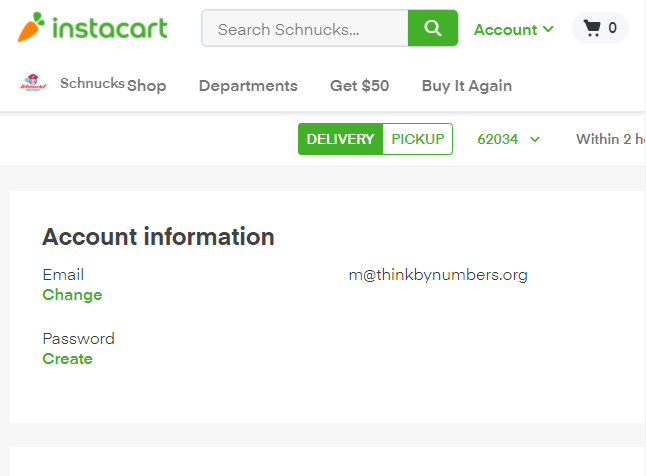 instacart
Search Schnucks...
Account
0
Schnucks
Schnucks Shop Departments Get $50 Buy It Again
DELIVERY PICKUP 62034 Within 2 h
Account information
Email m@thinkbynumbers.org
Change
Password
Create